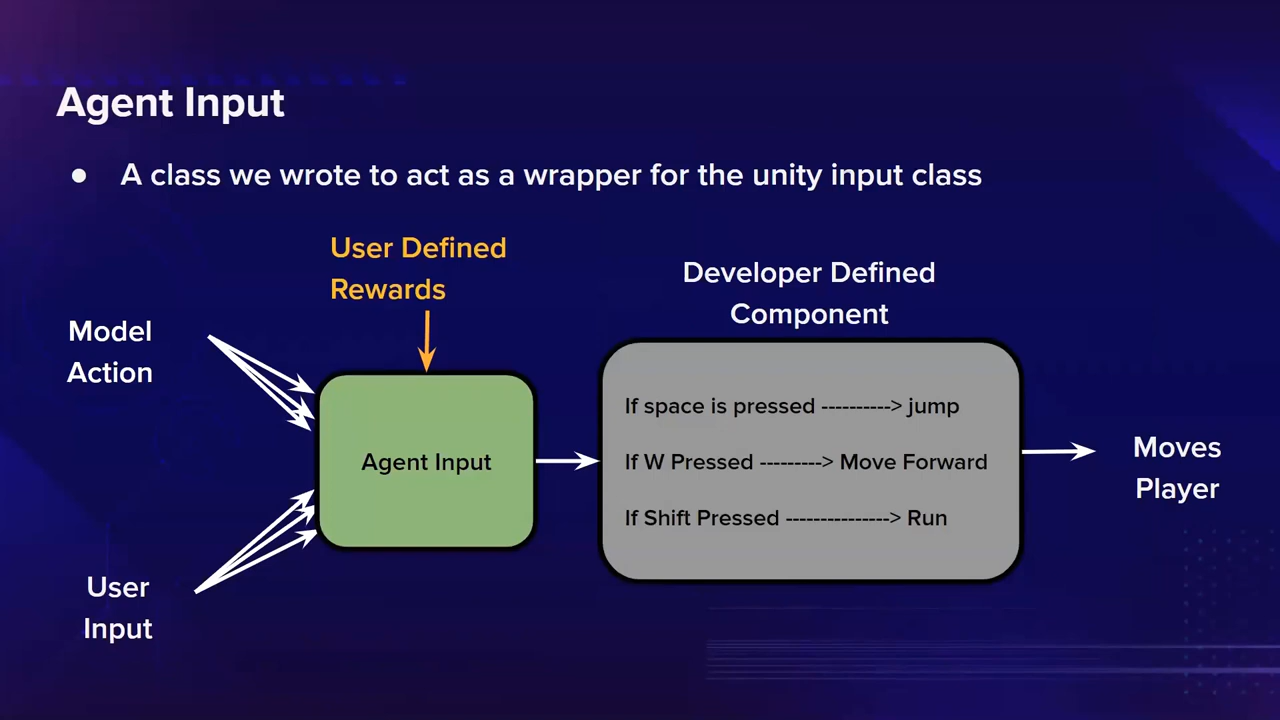 Agent Input
● A class we wrote to act as a wrapper for the unity input class
User Defined
Rewards
Developer Defined
Component
Model
Action
If space is pressed ----------> jump
Agent Input
If W Pressed ---------> Move Forward
If Shift Pressed ---------------> Run
Moves
Player
User
Input